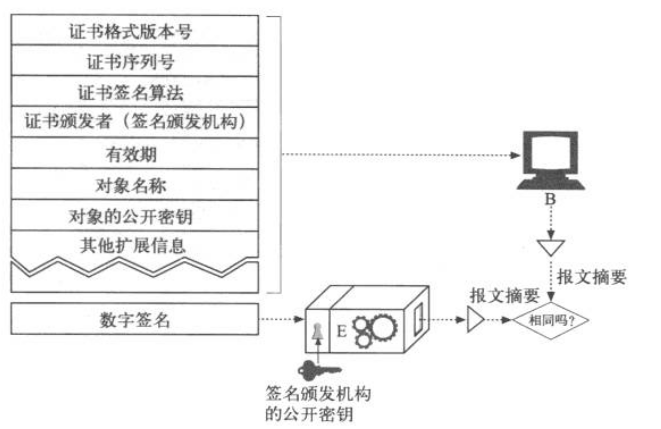 证书格式版本号
证书序列号
证书签名算法
证书颁发者（签名颁发机构）
有效期
对象名称
对象的公开密钥
其他扩展信息
数字签名
B
报文摘要
报文摘要
相同吗?
E
签名颁发机构
的公开密钥